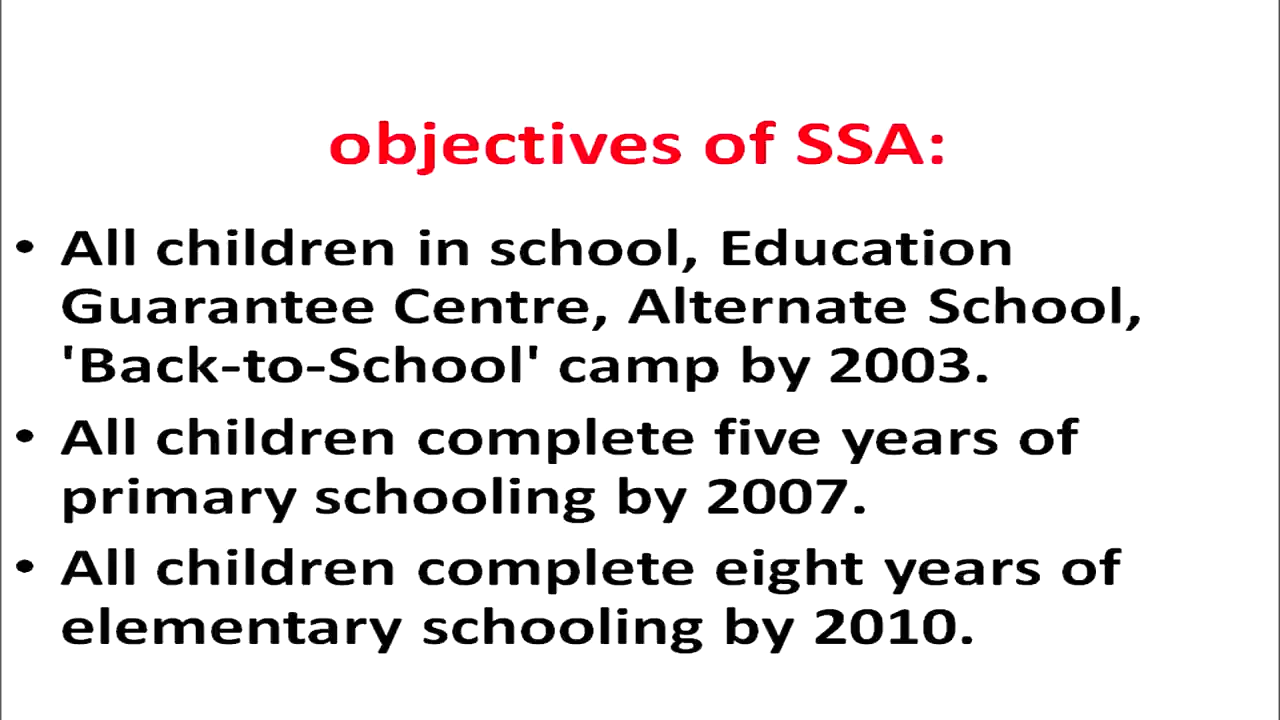 objectives of SSA:
• All children in school, Education
Guarantee Centre, Alternate School,
'Back-to-School' camp by 2003.
• All children complete five years of
primary schooling by 2007.
• All children complete eight years of
elementary schooling by 2010.